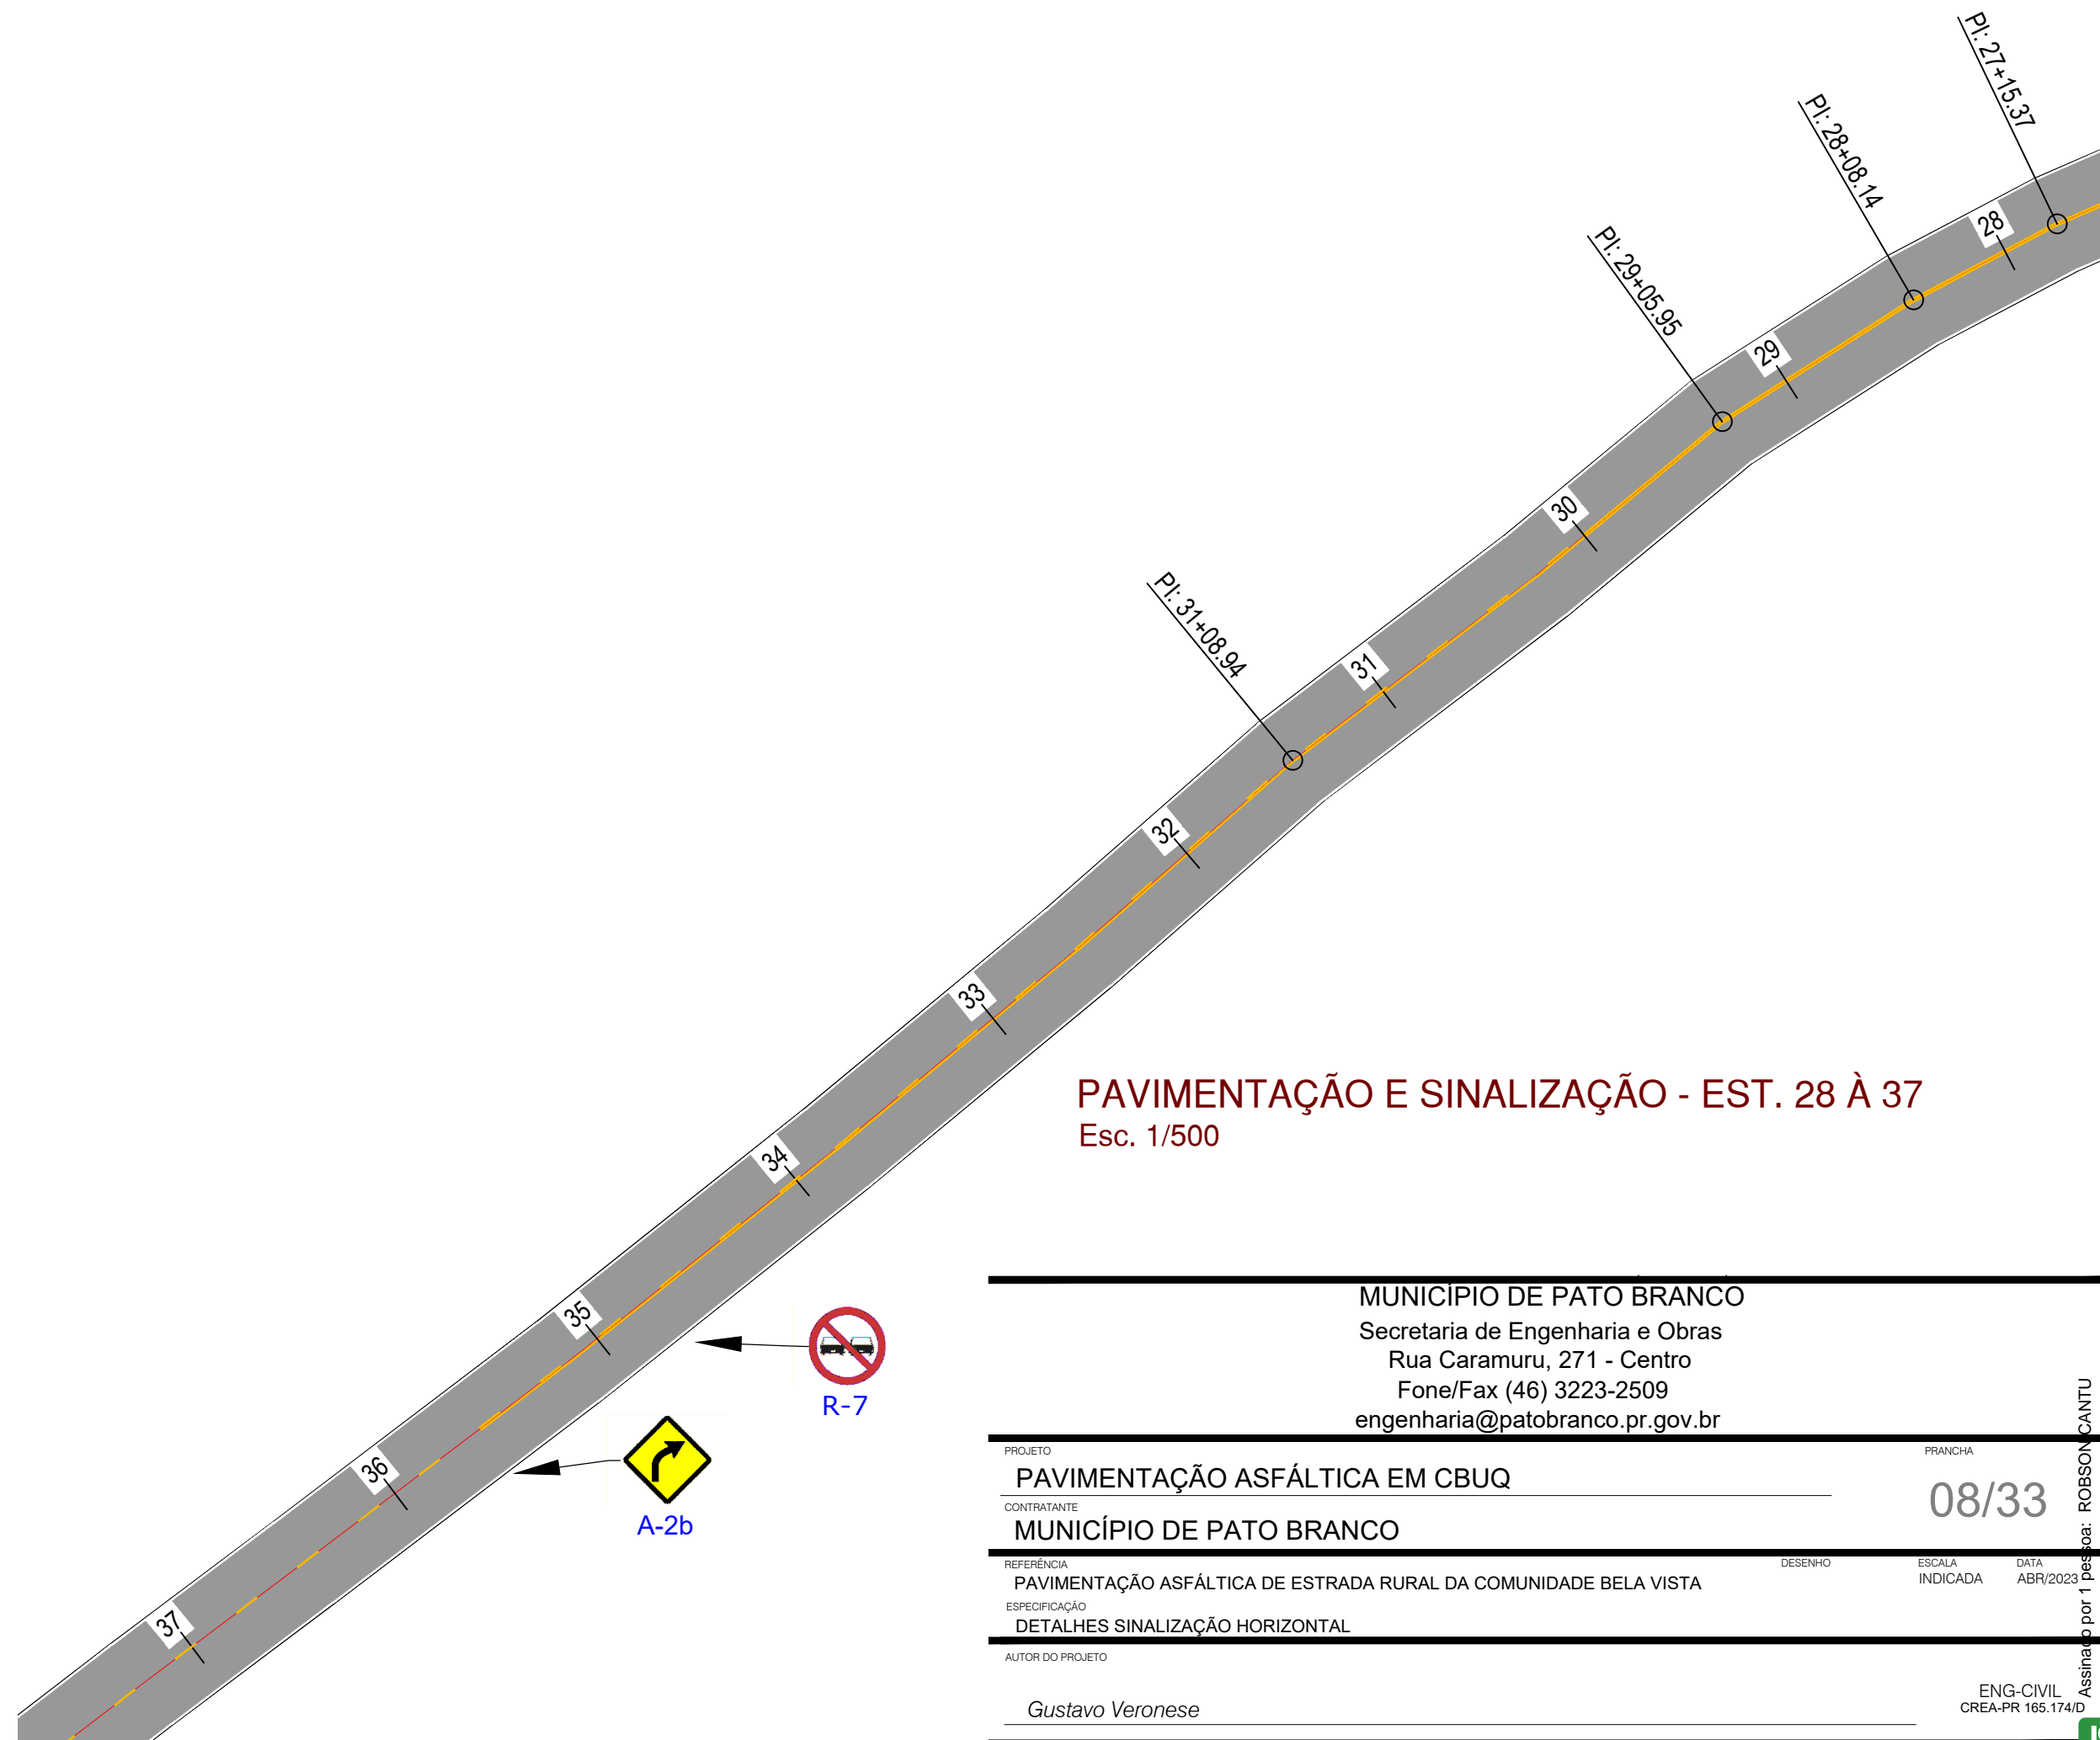 PI: 27+15.37
PI: 28+08.14
PI: 29+05.95
PI: 31+08.94
28
29
30
31
32
33
34
35
36
37
PAVIMENTAÇÃO E SINALIZAÇÃO - EST. 28 À 37
Esc. 1/500
R-7
A-2b
MUNICÍPIO DE PATO BRANCO
Secretaria de Engenharia e Obras
Rua Caramuru, 271 - Centro
Fone/Fax (46) 3223-2509
engenharia@patobranco.pr.gov.br
PROJETO
PAVIMENTAÇÃO ASFÁLTICA EM CBUQ
PRANCHA
08/33
CONTRATANTE
MUNICÍPIO DE PATO BRANCO
REFERÊNCIA
PAVIMENTAÇÃO ASFÁLTICA DE ESTRADA RURAL DA COMUNIDADE BELA VISTA
DESENHO
ESCALA
INDICADA
DATA
ABR/2023
ESPECIFICAÇÃO
DETALHES SINALIZAÇÃO HORIZONTAL
AUTOR DO PROJETO
Gustavo Veronese
ENG-CIVIL
CREA-PR 165.174/D
Assinado por 1 pessoa: ROBSON CANTU